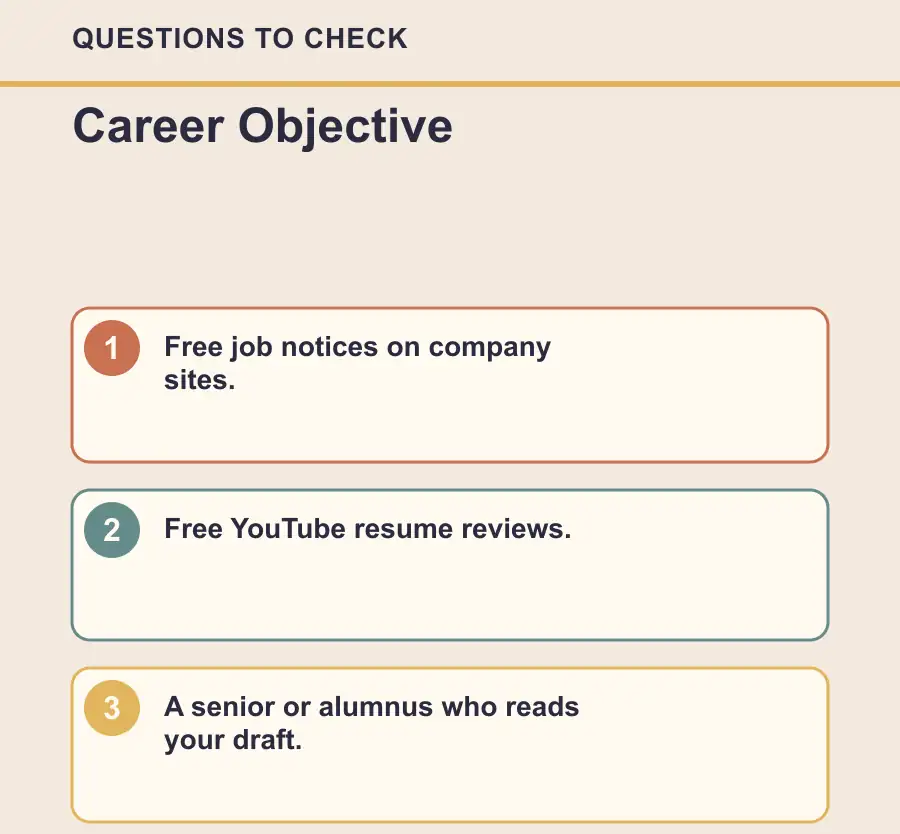 QUESTIONS TO CHECK
Career Objective
1
Free job notices on company
sites.
2
Free YouTube resume reviews.
3
A senior or alumnus who reads
your draft.